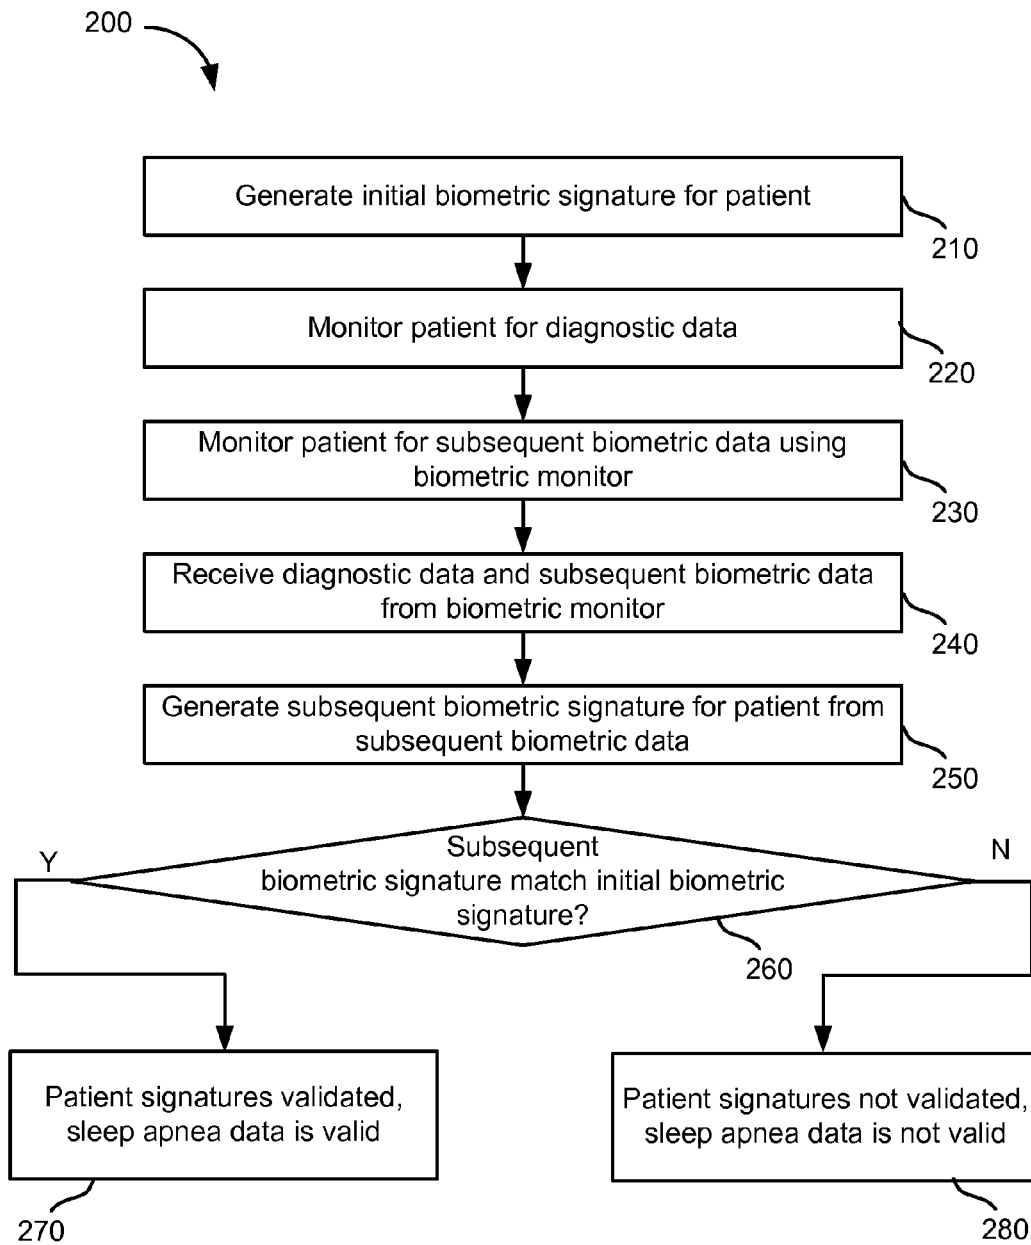 200
Generate initial biometric signature for patient
210
Monitor patient for diagnostic data
220
Monitor patient for subsequent biometric data using
biometric monitor
230
Receive diagnostic data and subsequent biometric data
from biometric monitor
240
Generate subsequent biometric signature for patient from
subsequent biometric data
250
Y
N
Subsequent
biometric signature match initial biometric
signature?
260
Patient signatures validated,
sleep apnea data is valid
270
Patient signatures not validated,
sleep apnea data is not valid
280